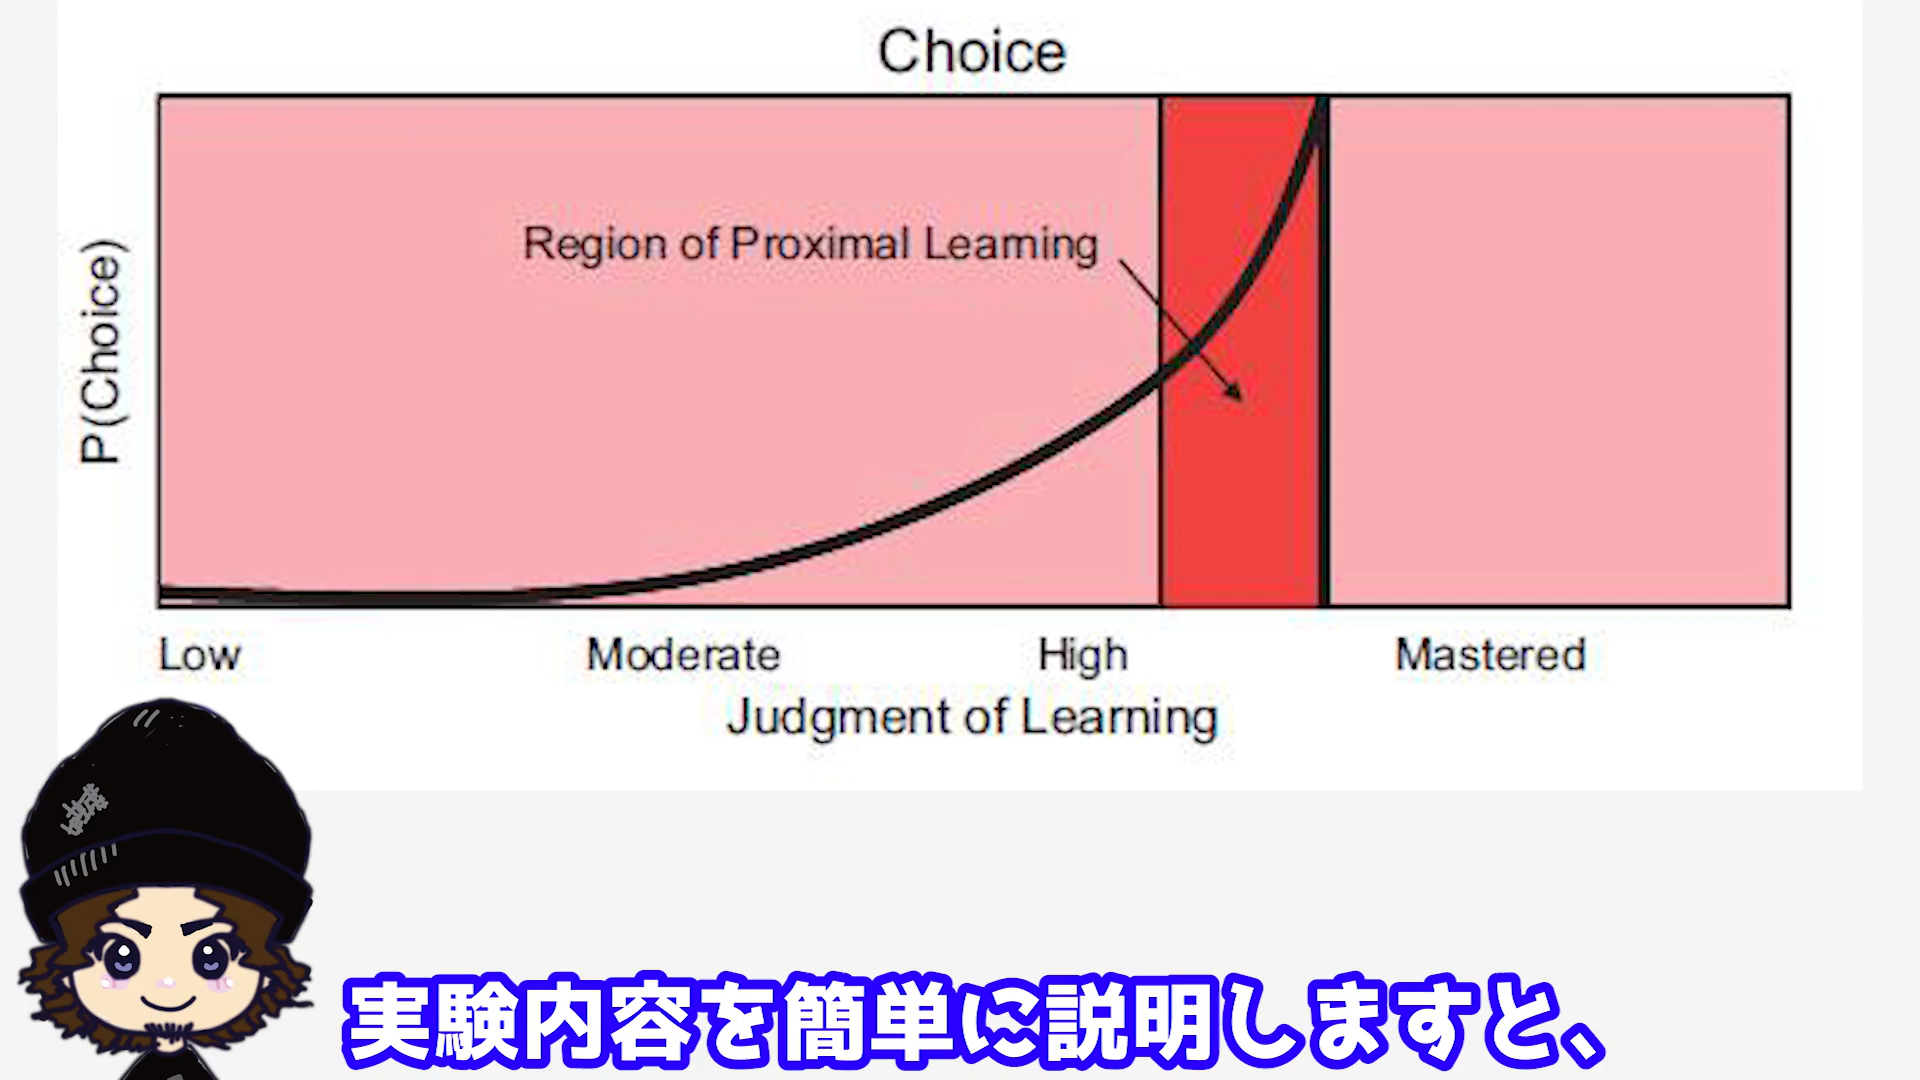 Choice
Region of Proximal Learning
P(Choice)
Low Moderate High Mastered
Judgment of Learning
実験内容を簡単に説明しますと、